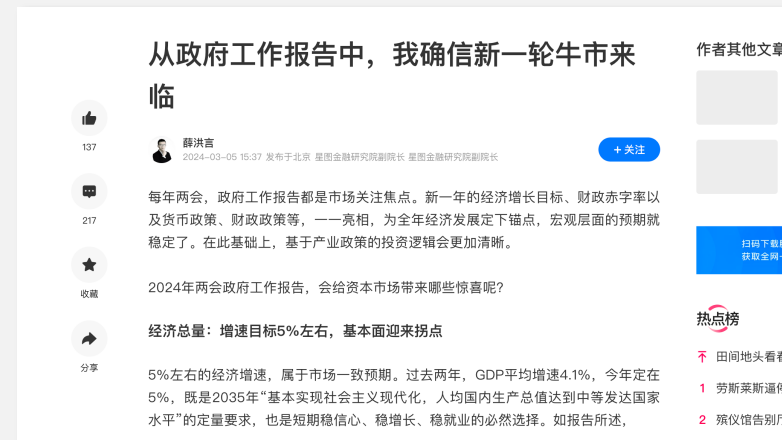 从政府工作报告中，我确信新一轮牛市来
临
薛洪言
2024-03-05 15:37 发布于北京 星图金融研究院副院长 星图金融研究院副院长
+ 关注
137
217
收藏
分享
每年两会，政府工作报告都是市场关注焦点。新一年的经济增长目标、财政赤字率以
及货币政策、财政政策等，一一亮相，为全年经济发展定下锚点，宏观层面的预期就
稳定了。在此基础上，基于产业政策的投资逻辑会更加清晰。
2024年两会政府工作报告，会给资本市场带来哪些惊喜呢？
经济总量：增速目标5%左右，基本面迎来拐点
5%左右的经济增速，属于市场一致预期。过去两年，GDP平均增速4.1%，今年定在
5%，既是2035年“基本实现社会主义现代化，人均国内生产总值达到中等发达国家
水平”的定量要求，也是短期稳信心、稳增长、稳就业的必然选择。如报告所述，
作者其他文章
扫码下载
获取全网
热点榜
田间地头看
1 劳斯莱斯逼停
2 殡仪馆告别